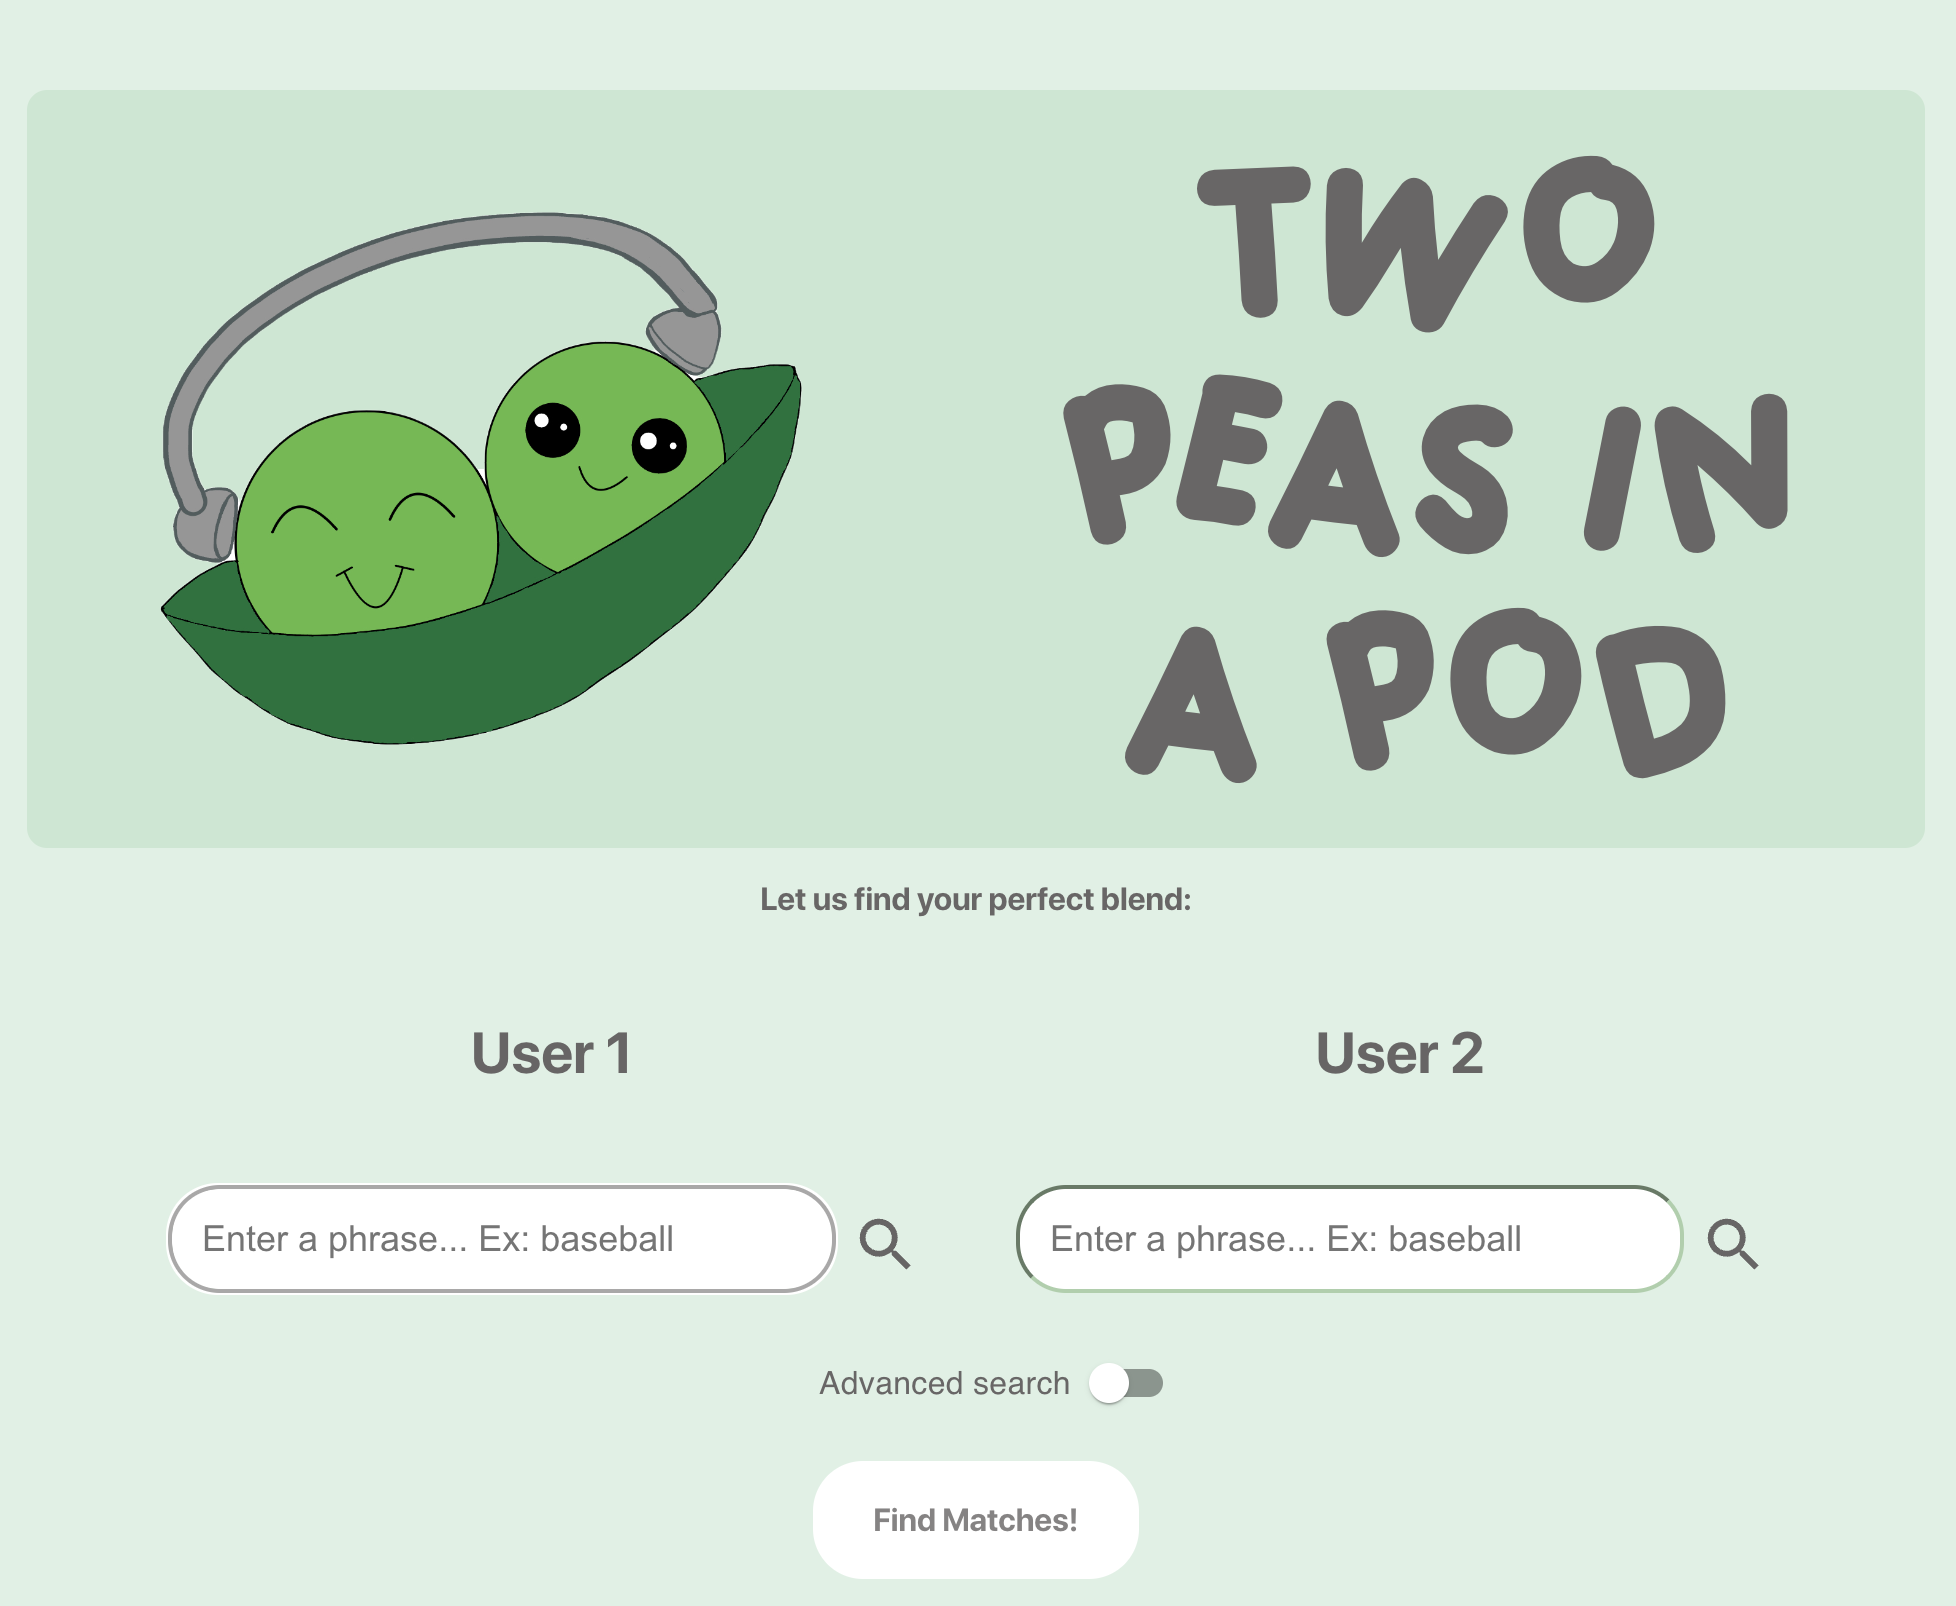 TWO
PEAS IN
A POD
Let us find your perfect blend:
User 1
User 2
Enter a phrase... Ex: baseball
Enter a phrase... Ex: baseball
Advanced search
Find Matches!